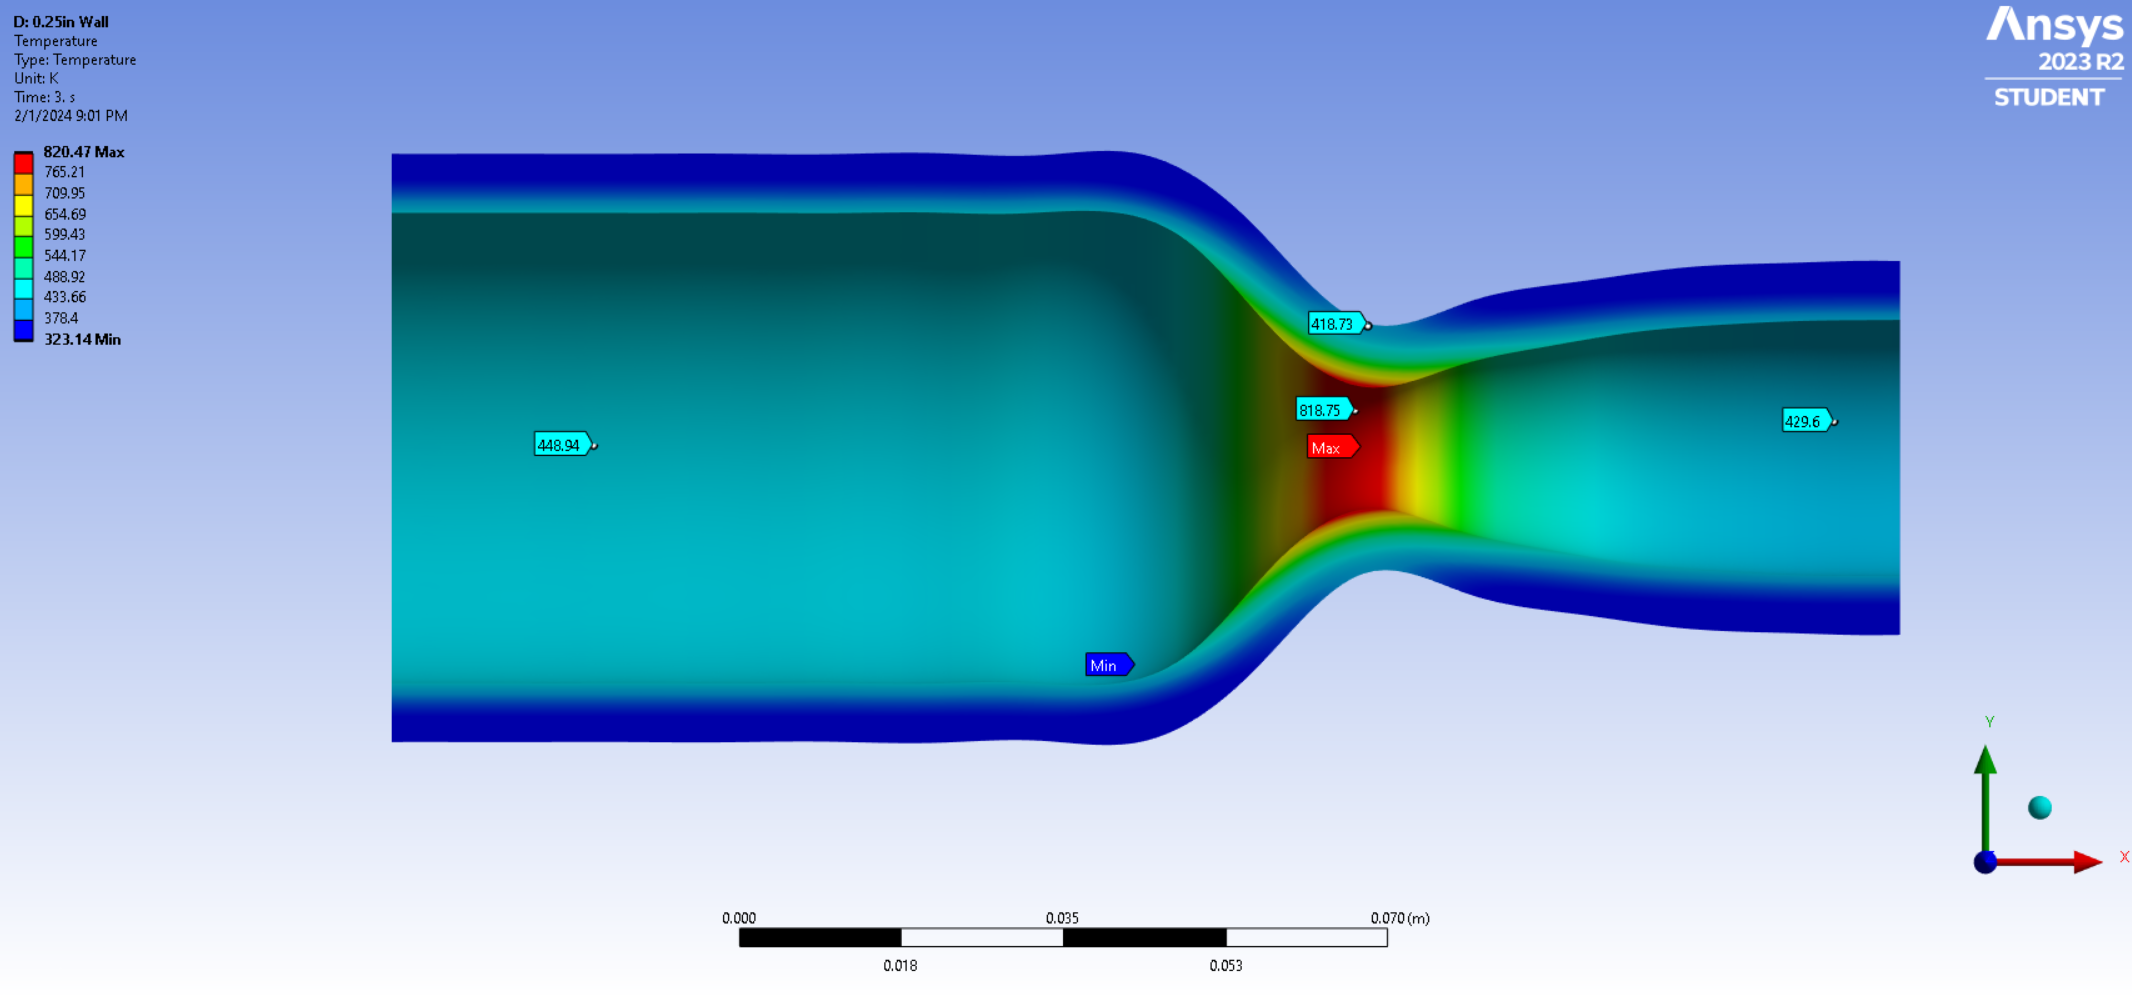 D: 0.25in Wall
Temperature
Type: Temperature
Unit: K
Time: 3. s
2/1/2024 9:01 PM
820.47 Max
765.21
709.95
654.69
599.43
544.17
488.92
433.66
378.4
323.14 Min
Ansys
2023 R2
STUDENT
418.73
818.75
429.6
448.94
Max
Min
Y
X
0.000 0.035 0.070 (m)
0.018 0.053